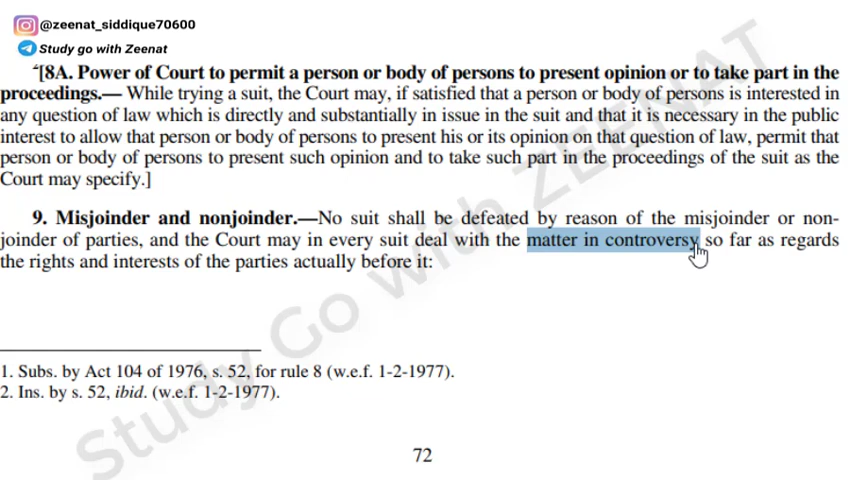 @zeenat_siddique70600
Study go with Zeenat
2[8A. Power of Court to permit a person or body of persons to present opinion or to take part in the
proceedings.— While trying a suit, the Court may, if satisfied that a person or body of persons is interested in
any question of law which is directly and substantially in issue in the suit and that it is necessary in the public
interest to allow that person or body of persons to present his or its opinion on that question of law, permit that
person or body of persons to present such opinion and to take such part in the proceedings of the suit as the
Court may specify.]
9. Misjoinder and nonjoinder.—No suit shall be defeated by reason of the misjoinder or non-
joinder of parties, and the Court may in every suit deal with the matter in controversy so far as regards
the rights and interests of the parties actually before it:
1. Subs. by Act 104 of 1976, s. 52, for rule 8 (w.e.f. 1-2-1977).
2. Ins. by s. 52, ibid. (w.e.f. 1-2-1977).
72
Study Go with ZEENAT